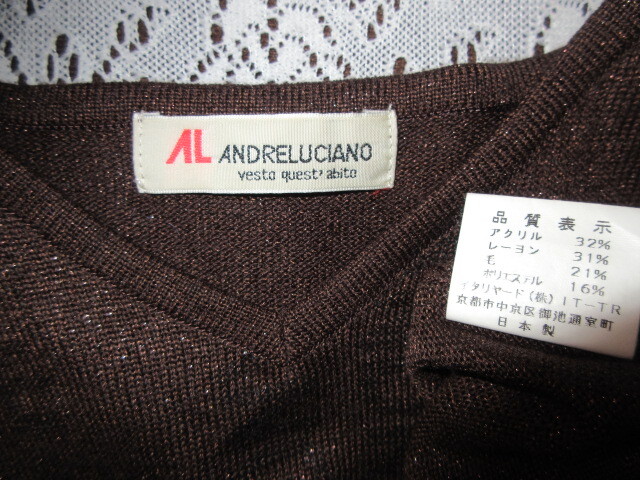 AL ANDRELUCIANO
vesto quest' abito
品質表示
アクリル 32%
レーヨン 31%
毛 21%
ポリエステル 16%
イタリヤード(株) IT-TR
京都市中京区御池通室町
日本製